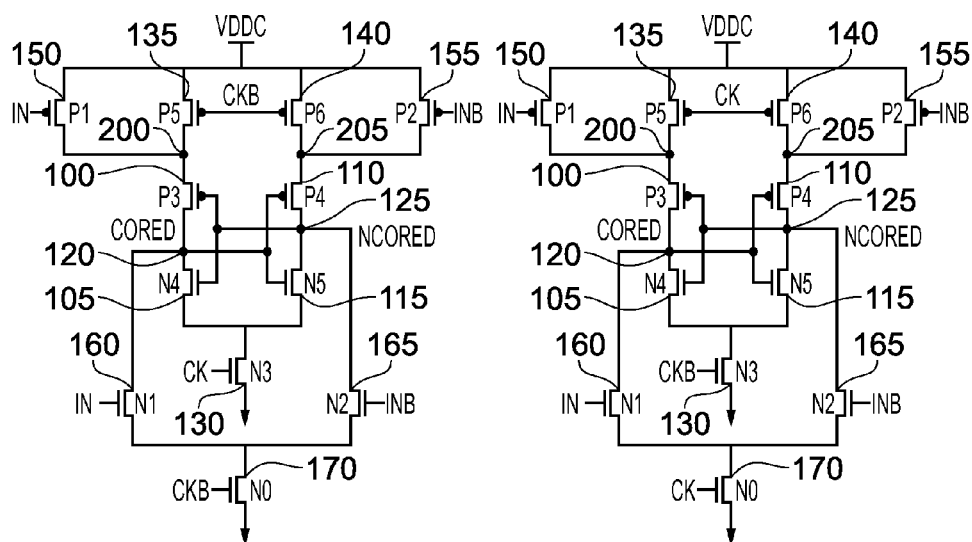 VDDC VDDC
150 135 140 155 150 135 140 155
IN P1 P5 CKB P6 P2 INB IN P1 P5 CK P6 P2 INB
200 205 200 205
100 110 100 110
P3 P4 P3 P4
CORED 125 CORED 125
NCORED NCORED
120 120
N4 N5 N4 N5
105 115 105 115
160 CK N3 165 160 CKB N3 165
IN N1 130 N2 INB IN N1 130 N2 INB
170 170
CKB N0 CK N0